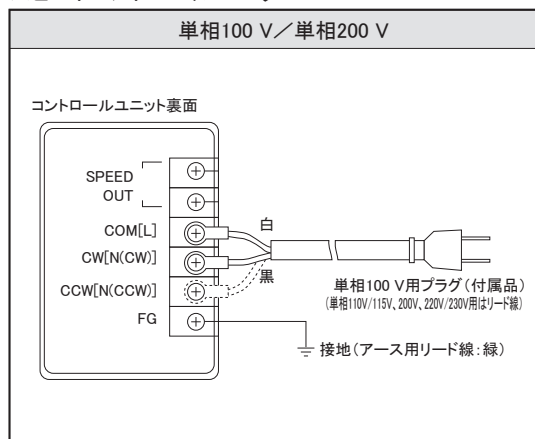 単相100 V／単相200 V
コントロールユニット裏面
SPEED
OUT
COM[L]
CW[N(CW)]
CCW[N(CCW)]
FG
白
黒
単相100 V用プラグ（付属品）
（単相110V/115V、200V、220V/230V用はリード線）
接地（アース用リード線：緑）